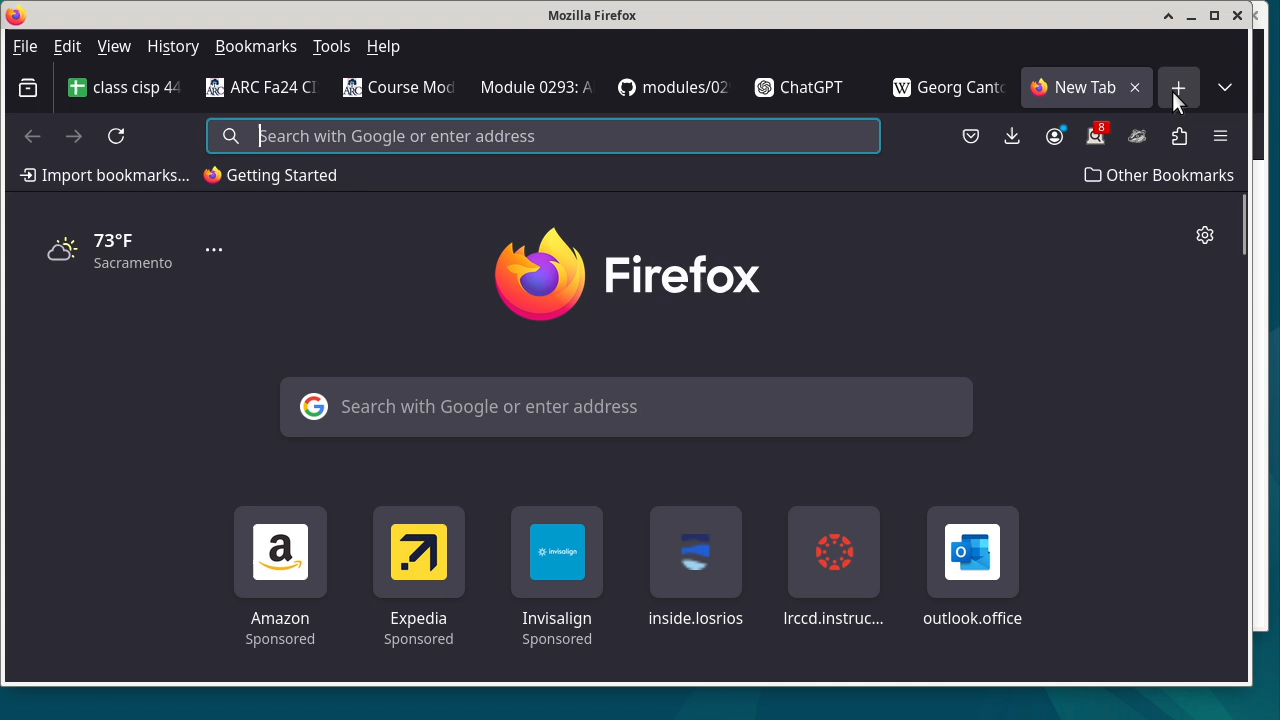 Mozilla Firefox
File Edit View History Bookmarks Tools Help
class cisp 44 ARC Fa24 CI Course Mod Module 0293: A modules/02 ChatGPT Georg Canto New Tab
Search with Google or enter address
8
Import bookmarks... Getting Started Other Bookmarks
73°F
Sacramento
Firefox
Search with Google or enter address
invisalign
Amazon Expedia Invisalign inside.losrios lrccd.instruc... outlook.office
Sponsored Sponsored Sponsored